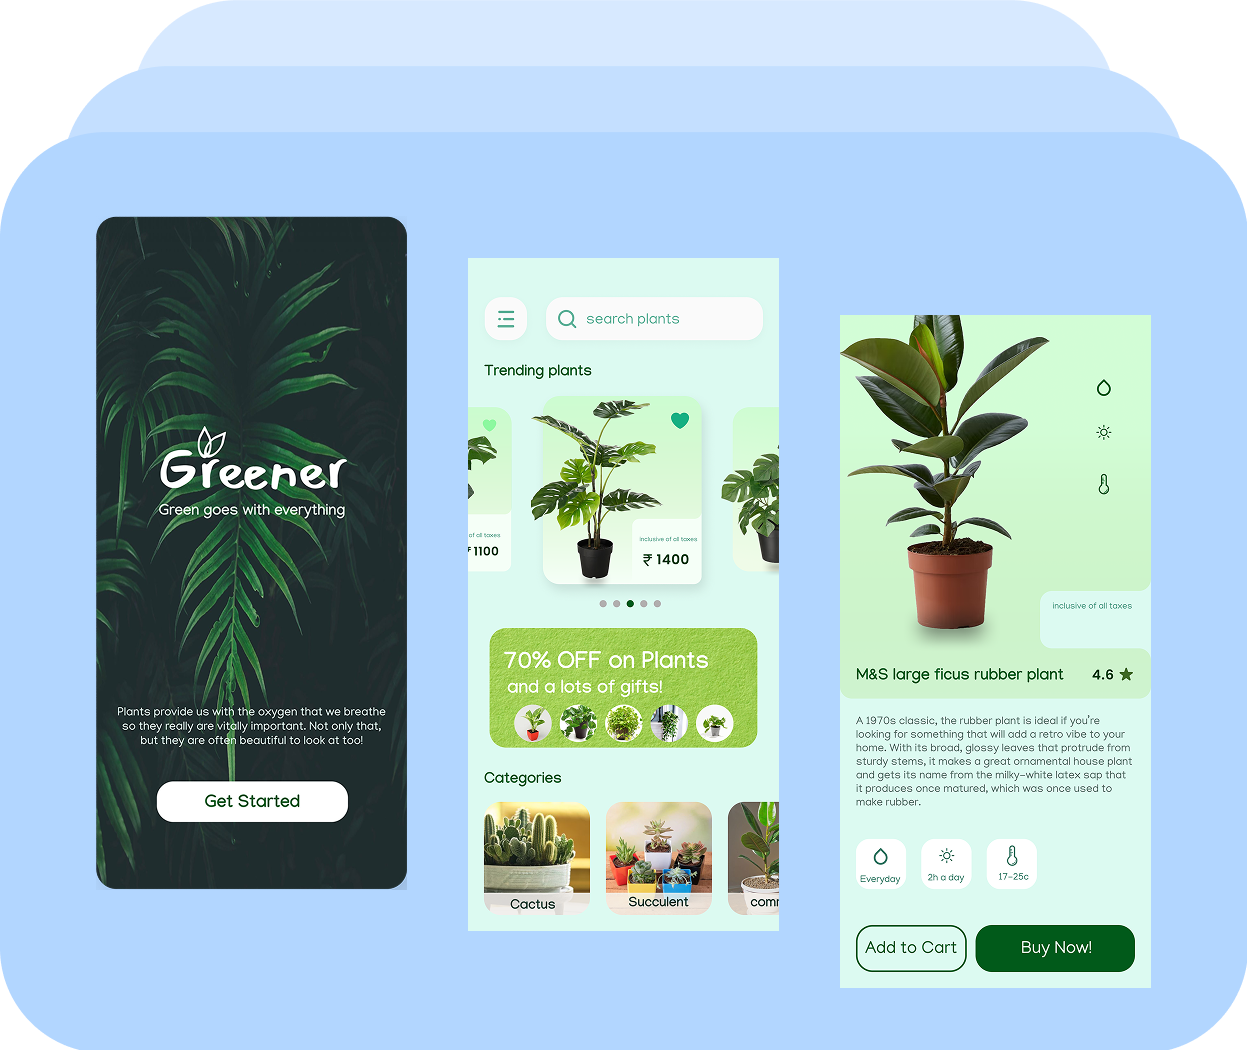 Greener
Green goes with everything
Plants provide us with the oxygen that we breathe
so they really are vitally important. Not only that,
but they are often beautiful to look at too!
Get Started
search plants
Trending plants
of all taxes
₹ 1100
inclusive of all taxes
₹ 1400
70% OFF on Plants
and a lots of gifts!
Categories
Cactus
Succulent
comr
inclusive of all taxes
M&S large ficus rubber plant
4.6
A 1970s classic, the rubber plant is ideal if you're
looking for something that will add a retro vibe to your
home. With its broad, glossy leaves that protrude from
sturdy stems, it makes a great ornamental house plant
and gets its name from the milky-white latex sap that
it produces once matured, which was once used to
make rubber.
Everyday
2h a day
17-25c
Add to Cart
Buy Now!